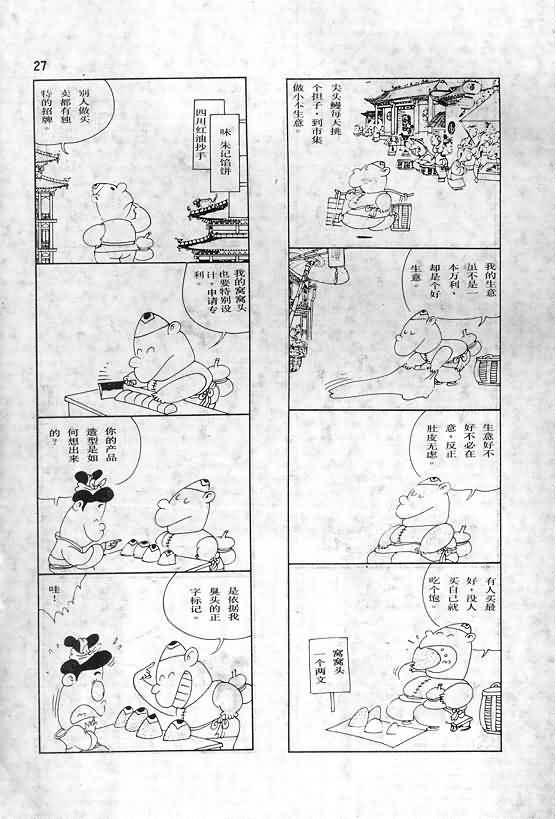 27
尖头鳗每天挑
个担子，到市集
做小本生意。
我的生意
虽不是一
本万利，
却是个好
生意。
生意好不
好不必在
意，反正
肚皮无虑。
有人买最
好，没人
买自己就
吃个饱。
窝窝头
一个两文
别人做买
卖都有独
特的招牌。
味 朱记馅饼
四川红油抄手
我的窝窝头
也要特别设
计，申请专
利。
你的产品
造型是如
何想出来
的？
是依据我
臭头的正
字标记。
哇！